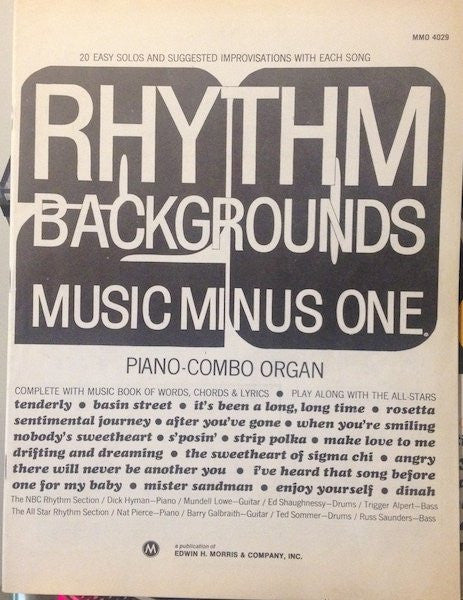 MMO 4029
20 EASY SOLOS AND SUGGESTED IMPROVISATIONS WITH EACH SONG
RHYTHM
BACKGROUNDS
MUSIC MINUS ONE®
PIANO-COMBO ORGAN
COMPLETE WITH MUSIC BOOK OF WORDS, CHORDS & LYRICS ● PLAY ALONG WITH THE ALL-STARS
tenderly ● basin street ● it's been a long, long time ● rosetta
sentimental journey ● after you've gone ● when you're smiling
nobody's sweetheart ● s'posin' ● strip polka ● make love to me
drifting and dreaming ● the sweetheart of sigma chi ● angry
there will never be another you ● i've heard that song before
one for my baby ● mister sandman ● enjoy yourself ● dinah
The NBC Rhythm Section / Dick Hyman—Piano / Mundell Lowe—Guitar / Ed Shaughnessy—Drums / Trigger Alpert—Bass
The All Star Rhythm Section / Nat Pierce—Piano / Barry Galbraith—Guitar / Ted Sommer—Drums / Russ Saunders—Bass
M
a publication of
EDWIN H. MORRIS & COMPANY, INC.